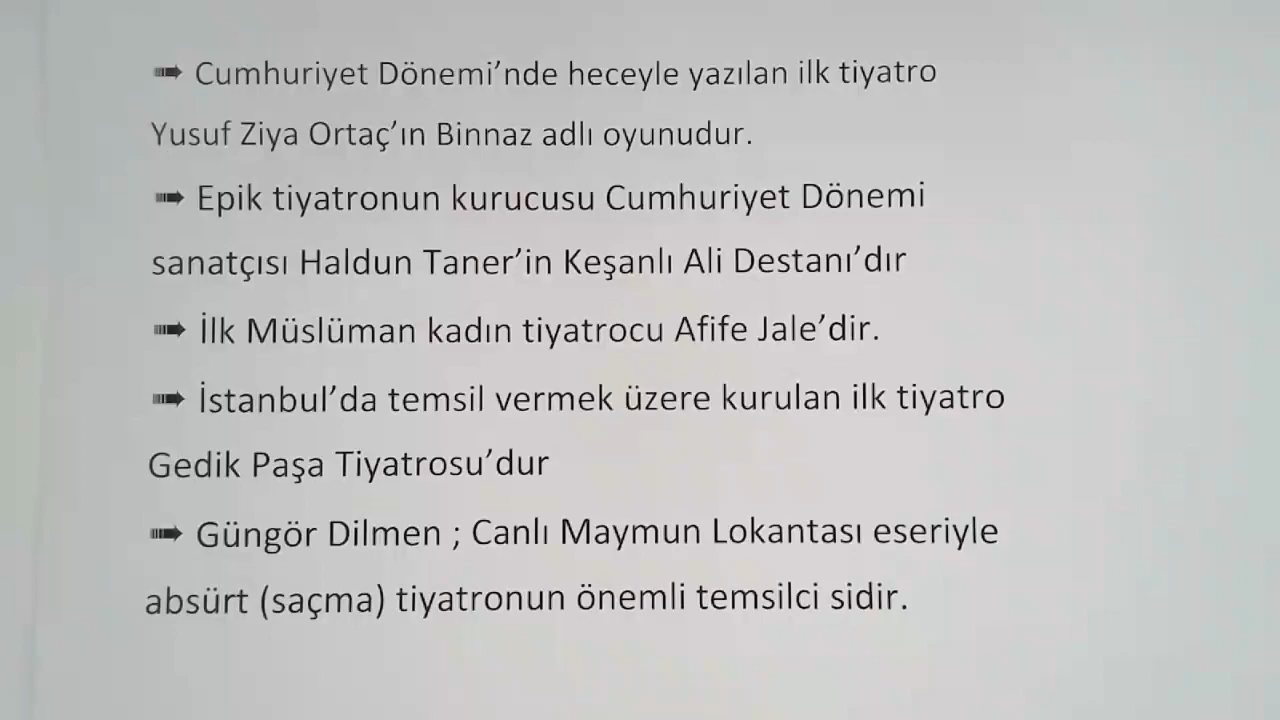 ➠ Cumhuriyet Dönemi’nde heceyle yazılan ilk tiyatro
Yusuf Ziya Ortaç’ın Binnaz adlı oyunudur.
➠ Epik tiyatronun kurucusu Cumhuriyet Dönemi
sanatçısı Haldun Taner’in Keşanlı Ali Destanı’dır
➠ İlk Müslüman kadın tiyatrocu Afife Jale’dir.
➠ İstanbul’da temsil vermek üzere kurulan ilk tiyatro
Gedik Paşa Tiyatrosu’dur
➠ Güngör Dilmen ; Canlı Maymun Lokantası eseriyle
absürt (saçma) tiyatronun önemli temsilci sidir.